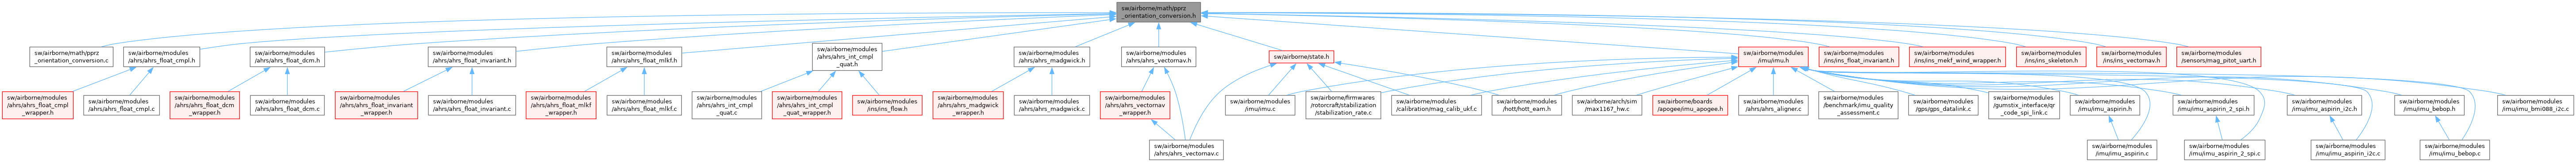 sw/airborne/math/pprz
_orientation_conversion.h
sw/airborne/math/pprz
_orientation_conversion.c
sw/airborne/modules
/ahrs/ahrs_float_cmpl.h
sw/airborne/modules
/ahrs/ahrs_float_dcm.h
sw/airborne/modules
/ahrs/ahrs_float_invariant.h
sw/airborne/modules
/ahrs/ahrs_float_mlkf.h
sw/airborne/modules
/ahrs/ahrs_int_cmpl
_quat.h
sw/airborne/modules
/ahrs/ahrs_madgwick.h
sw/airborne/modules
/ahrs/ahrs_vectornav.h
sw/airborne/state.h
sw/airborne/modules
/imu/imu.h
sw/airborne/modules
/ins/ins_float_invariant.h
sw/airborne/modules
/ins/ins_mekf_wind_wrapper.h
sw/airborne/modules
/ins/ins_skeleton.h
sw/airborne/modules
/ins/ins_vectornav.h
sw/airborne/modules
/sensors/mag_pitot_uart.h
sw/airborne/modules
/ahrs/ahrs_float_cmpl
_wrapper.h
sw/airborne/modules
/ahrs/ahrs_float_cmpl.c
sw/airborne/modules
/ahrs/ahrs_float_dcm
_wrapper.h
sw/airborne/modules
/ahrs/ahrs_float_dcm.c
sw/airborne/modules
/ahrs/ahrs_float_invariant
_wrapper.h
sw/airborne/modules
/ahrs/ahrs_float_invariant.c
sw/airborne/modules
/ahrs/ahrs_float_mlkf
_wrapper.h
sw/airborne/modules
/ahrs/ahrs_float_mlkf.c
sw/airborne/modules
/ahrs/ahrs_int_cmpl
_quat.c
sw/airborne/modules
/ahrs/ahrs_int_cmpl
_quat_wrapper.h
sw/airborne/modules
/ins/ins_flow.h
sw/airborne/modules
/ahrs/ahrs_madgwick
_wrapper.h
sw/airborne/modules
/ahrs/ahrs_madgwick.c
sw/airborne/modules
/ahrs/ahrs_vectornav
_wrapper.h
sw/airborne/modules
/imu/imu.c
sw/airborne/firmwares
/rotorcraft/stabilization
/stabilization_rate.c
sw/airborne/modules
/calibration/mag_calib_ukf.c
sw/airborne/modules
/hott/hott_eam.h
sw/airborne/arch/sim
/max1167_hw.c
sw/airborne/boards
/apogee/imu_apogee.h
sw/airborne/modules
/ahrs/ahrs_aligner.c
sw/airborne/modules
/benchmark/imu_quality
_assessment.c
sw/airborne/modules
/gps/gps_datalink.c
sw/airborne/modules
/gumstix_interface/qr
_code_spi_link.c
sw/airborne/modules
/imu/imu_aspirin.h
sw/airborne/modules
/imu/imu_aspirin_2_spi.h
sw/airborne/modules
/imu/imu_aspirin_i2c.h
sw/airborne/modules
/imu/imu_bebop.h
sw/airborne/modules
/imu/imu_bmi088_i2c.c
sw/airborne/modules
/ahrs/ahrs_vectornav.c
sw/airborne/modules
/imu/imu_aspirin.c
sw/airborne/modules
/imu/imu_aspirin_2_spi.c
sw/airborne/modules
/imu/imu_aspirin_i2c.c
sw/airborne/modules
/imu/imu_bebop.c